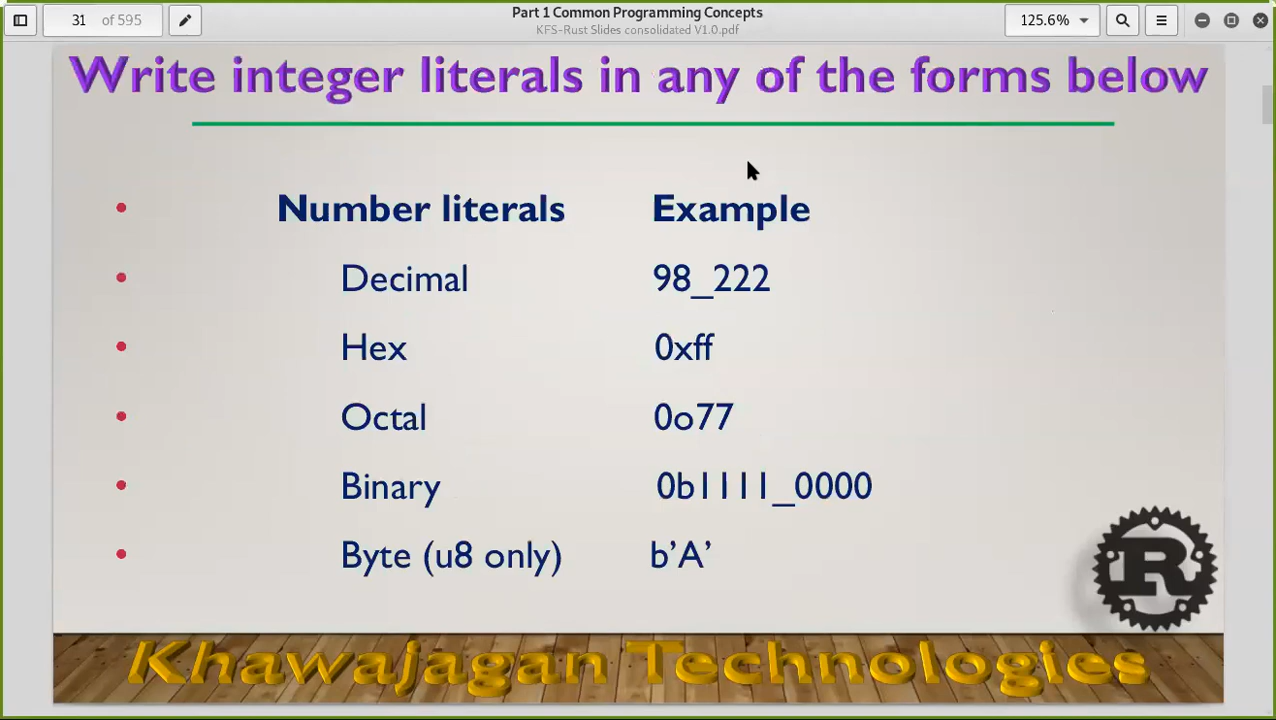 Part 1 Common Programming Concepts
31 of 595
KFS-Rust Slides consolidated V1.0.pdf
125.6%
Write integer literals in any of the forms below
• Number literals Example
• Decimal 98_222
• Hex 0xff
• Octal 0o77
• Binary 0b1111_0000
• Byte (u8 only) b’A’
R
Khawajagan Technologies